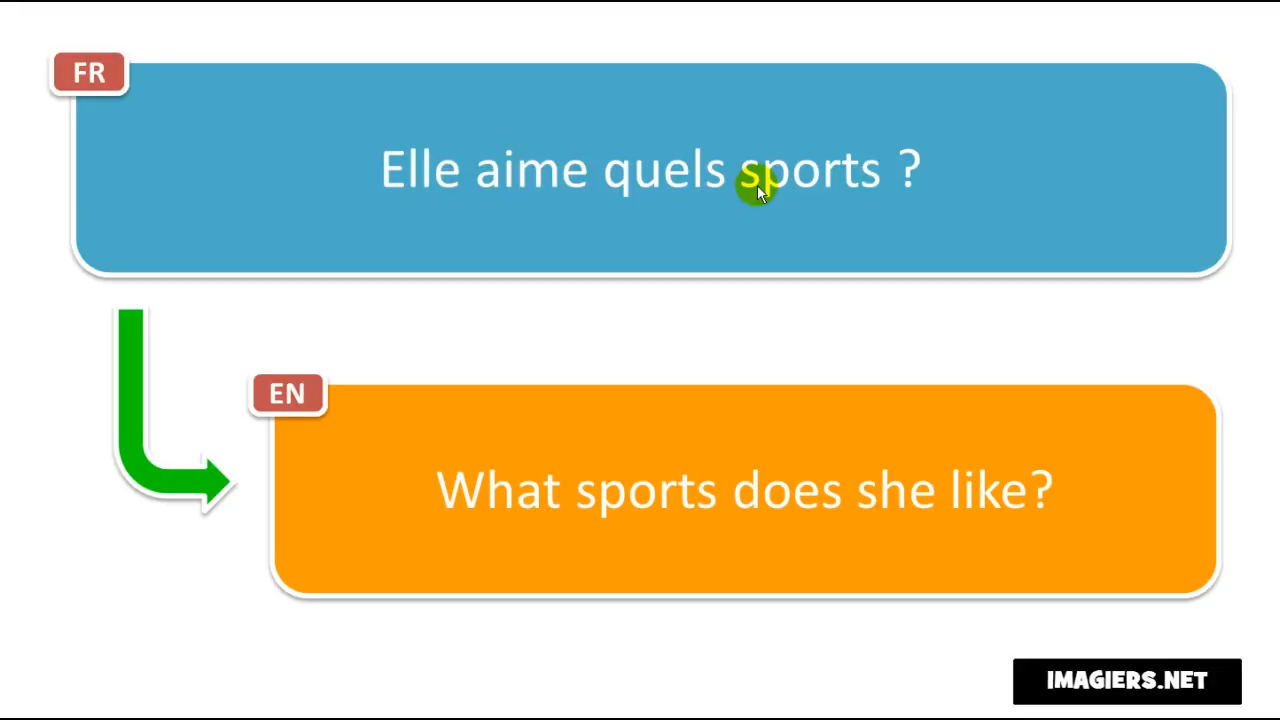 FR
Elle aime quels sports ?
EN
What sports does she like?
IMAGIERS.NET